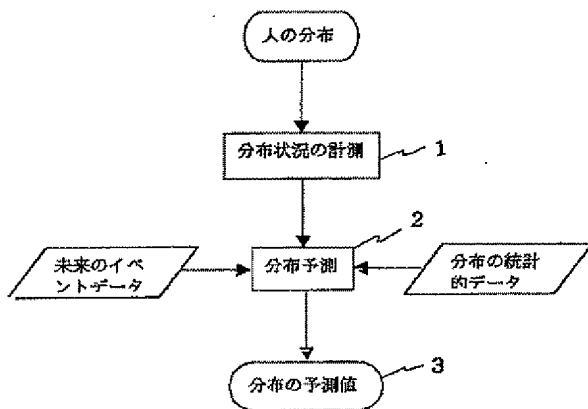 人の分布
分布状況の計測
1
2
未来のイベ
ントデータ
分布予測
分布の統計
的データ
分布の予測値
3